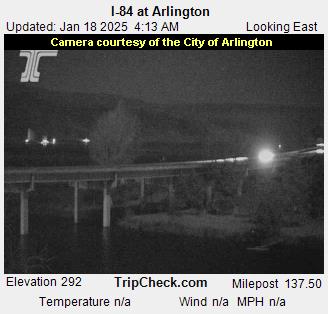 I-84 at Arlington
Updated: Jan 18 2025 4:13 AM Looking East
Camera courtesy of the City of Arlington
Elevation 292 TripCheck.com Milepost 137.50
Temperature n/a Wind n/a MPH n/a